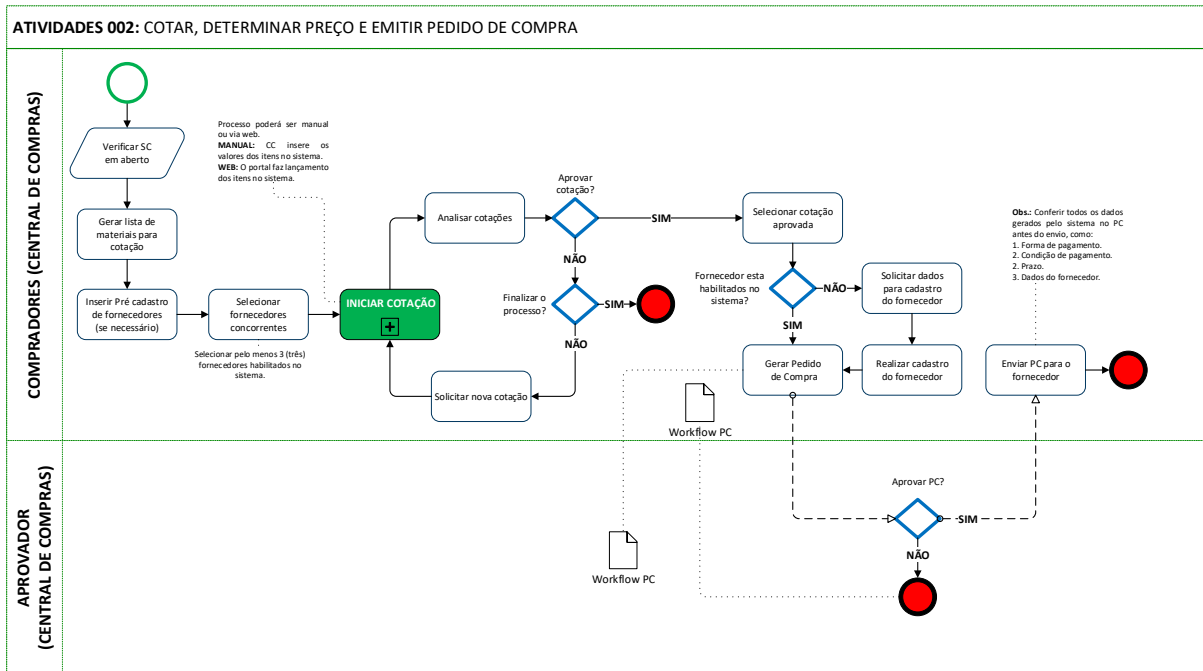 ATIVIDADES 002: COTAR, DETERMINAR PREÇO E EMITIR PEDIDO DE COMPRA
COMPRADORES (CENTRAL DE COMPRAS)
Verificar SC
em aberto
Gerar lista de
materiais para
cotação
Inserir Pré cadastro
de fornecedores
(se necessário)
Selecionar
fornecedores
concorrentes
Selecionar pelo menos 3 (três)
fornecedores habilitados no
sistema.
Processo poderá ser manual
ou via web.
MANUAL: CC insere os
valores dos itens no sistema.
WEB: O portal faz lançamento
dos itens no sistema.
INICIAR COTAÇÃO
Analisar cotações
Aprovar
cotação?
SIM
NÃO
Finalizar o
processo?
SIM
NÃO
Solicitar nova cotação
Selecionar cotação
aprovada
Fornecedor esta
habilitados no
sistema?
NÃO
SIM
Solicitar dados
para cadastro
do fornecedor
Realizar cadastro
do fornecedor
Gerar Pedido
de Compra
Workflow PC
Obs.: Conferir todos os dados
gerados pelo sistema no PC
antes do envio, como:
1. Forma de pagamento.
2. Condição de pagamento.
2. Prazo.
3. Dados do fornecedor.
Enviar PC para o
fornecedor
APROVADOR
(CENTRAL DE COMPRAS)
Workflow PC
Aprovar PC?
SIM
NÃO